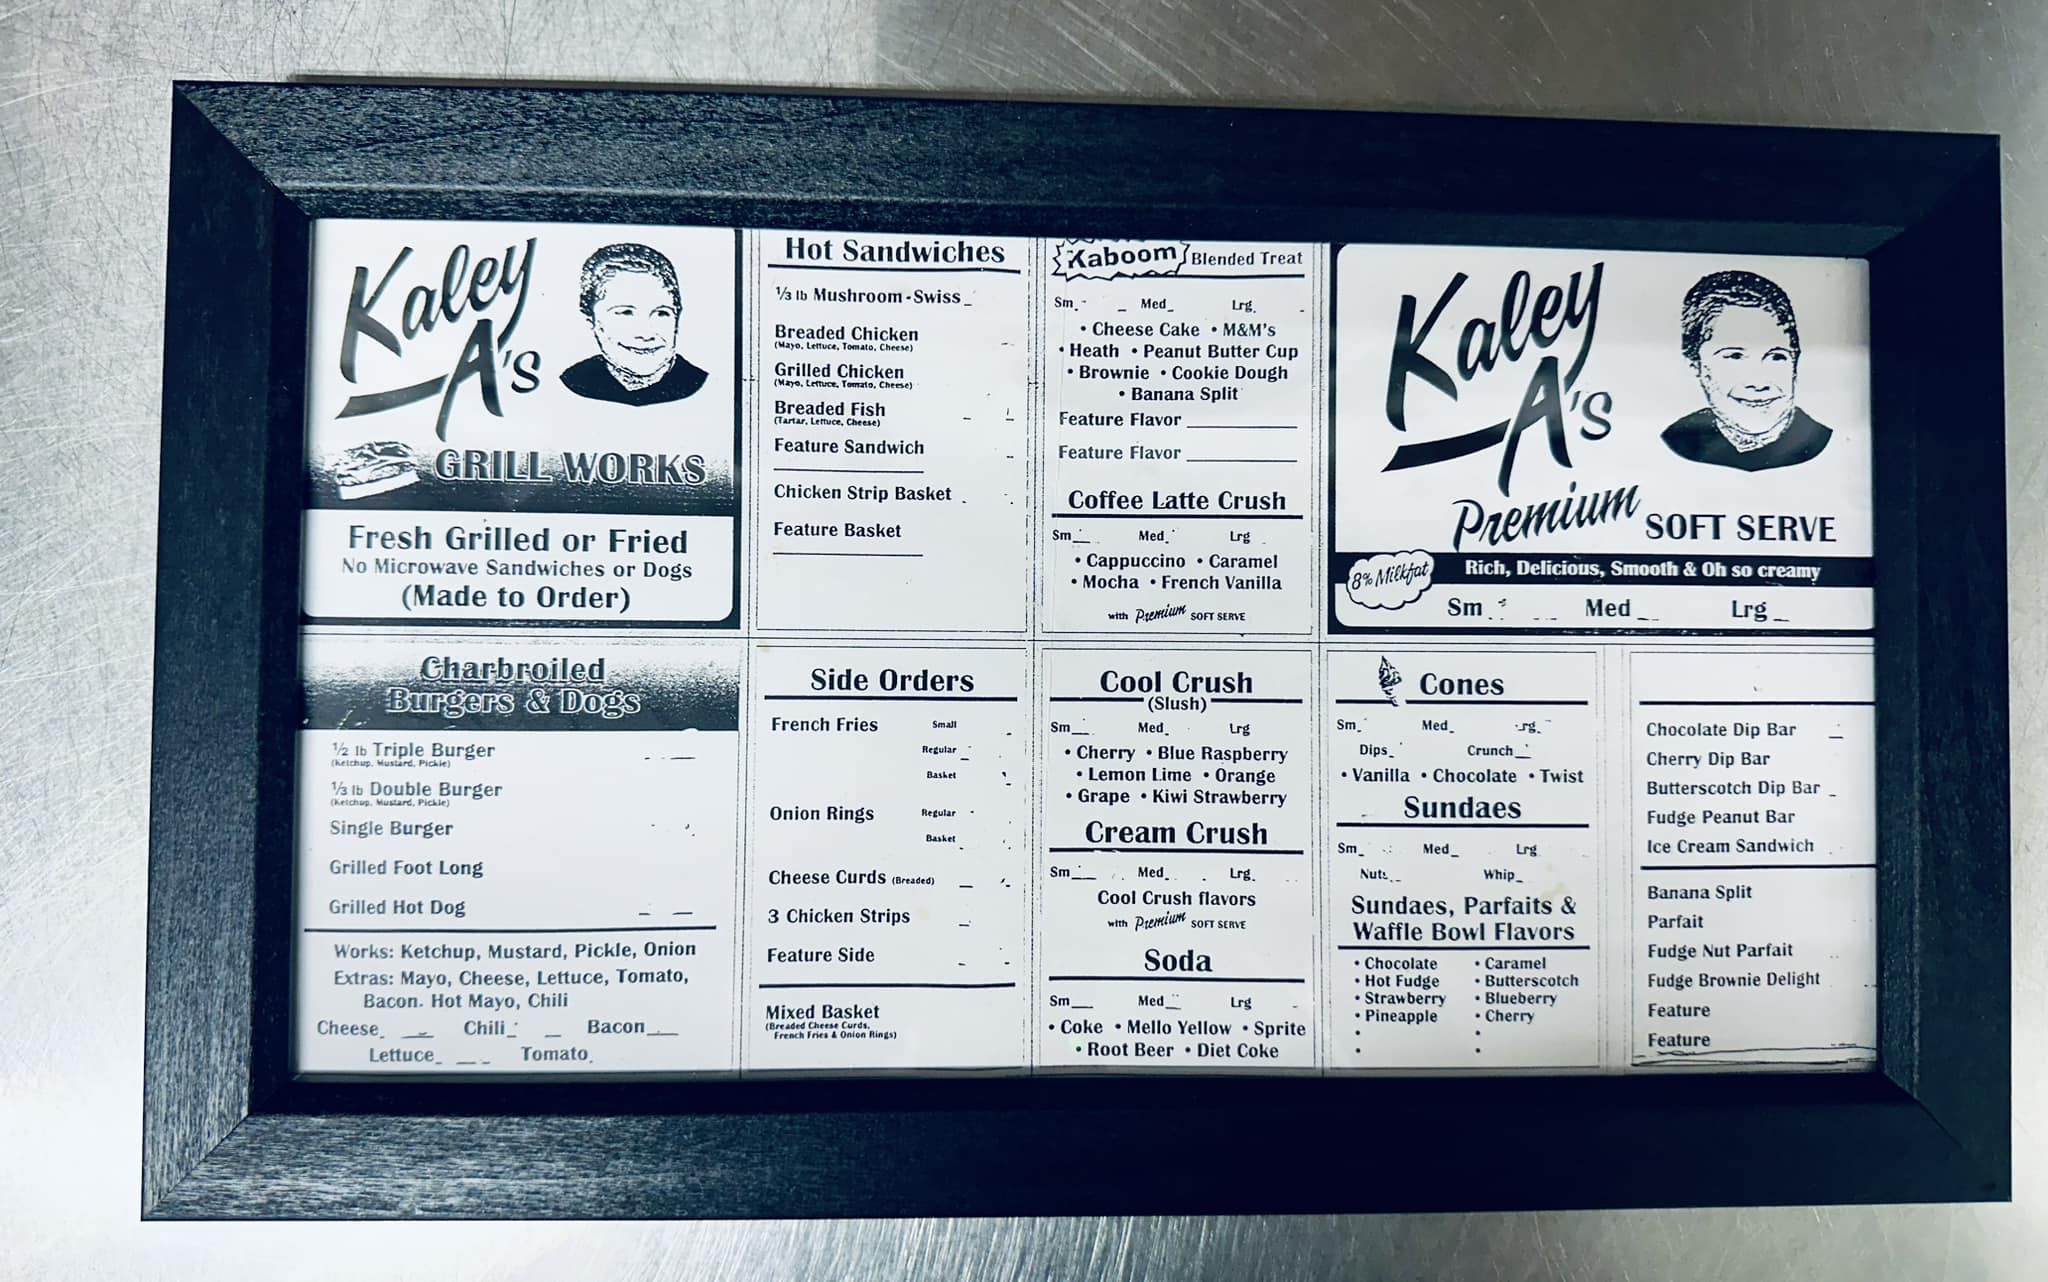 Kaley
A's
GRILL WORKS
Fresh Grilled or Fried
No Microwave Sandwiches or Dogs
(Made to Order)
Charbroiled
Burgers & Dogs
1/2 lb Triple Burger
(Ketchup, Mustard, Pickle)
1/3 lb Double Burger
(Ketchup, Mustard, Pickle)
Single Burger
Grilled Foot Long
Grilled Hot Dog
Works: Ketchup, Mustard, Pickle, Onion
Extras: Mayo, Cheese, Lettuce, Tomato,
Bacon. Hot Mayo, Chili
Cheese Chili Bacon
Lettuce Tomato
Hot Sandwiches
1/3 lb Mushroom-Swiss
Breaded Chicken
(Mayo, Lettuce, Tomato, Cheese)
Grilled Chicken
(Mayo, Lettuce, Tomato, Cheese)
Breaded Fish
(Tartar, Lettuce, Cheese)
Feature Sandwich
Chicken Strip Basket
Feature Basket
Side Orders
French Fries Small
Regular
Basket
Onion Rings Regular
Basket
Cheese Curds (Breaded)
3 Chicken Strips
Feature Side
Mixed Basket
(Breaded Cheese Curds,
French Fries & Onion Rings)
Kaboom Blended Treat
Sm Med Lrg
• Cheese Cake • M&M's
• Heath • Peanut Butter Cup
• Brownie • Cookie Dough
• Banana Split
Feature Flavor
Feature Flavor
Coffee Latte Crush
Sm Med Lrg
• Cappuccino • Caramel
• Mocha • French Vanilla
with Premium SOFT SERVE
Cool Crush
(Slush)
Sm Med Lrg
• Cherry • Blue Raspberry
• Lemon Lime • Orange
• Grape • Kiwi Strawberry
Cream Crush
Sm Med Lrg
Cool Crush flavors
with Premium SOFT SERVE
Soda
Sm Med Lrg
• Coke • Mello Yellow • Sprite
• Root Beer • Diet Coke
Kaley
A's
Premium SOFT SERVE
8% Milkfat
Rich, Delicious, Smooth & Oh so creamy
Sm Med Lrg
Cones
Sm Med Lrg
Dips Crunch
• Vanilla • Chocolate • Twist
Sundaes
Sm Med Lrg
Nuts Whip
Sundaes, Parfaits &
Waffle Bowl Flavors
• Chocolate • Caramel
• Hot Fudge • Butterscotch
• Strawberry • Blueberry
• Pineapple • Cherry
Chocolate Dip Bar
Cherry Dip Bar
Butterscotch Dip Bar
Fudge Peanut Bar
Ice Cream Sandwich
Banana Split
Parfait
Fudge Nut Parfait
Fudge Brownie Delight
Feature
Feature